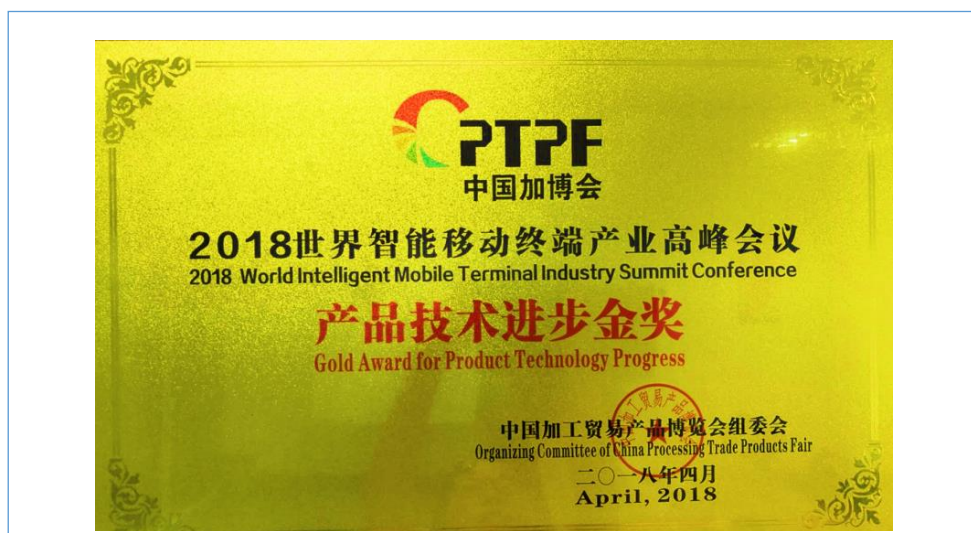 CPTPF
中国加博会
2018世界智能移动终端产业高峰会议
2018 World Intelligent Mobile Terminal Industry Summit Conference
产品技术进步金奖
Gold Award for Product Technology Progress
中国加工贸易产品博览会组委会
Organizing Committee of China Processing Trade Products Fair
二〇一八年四月
April, 2018